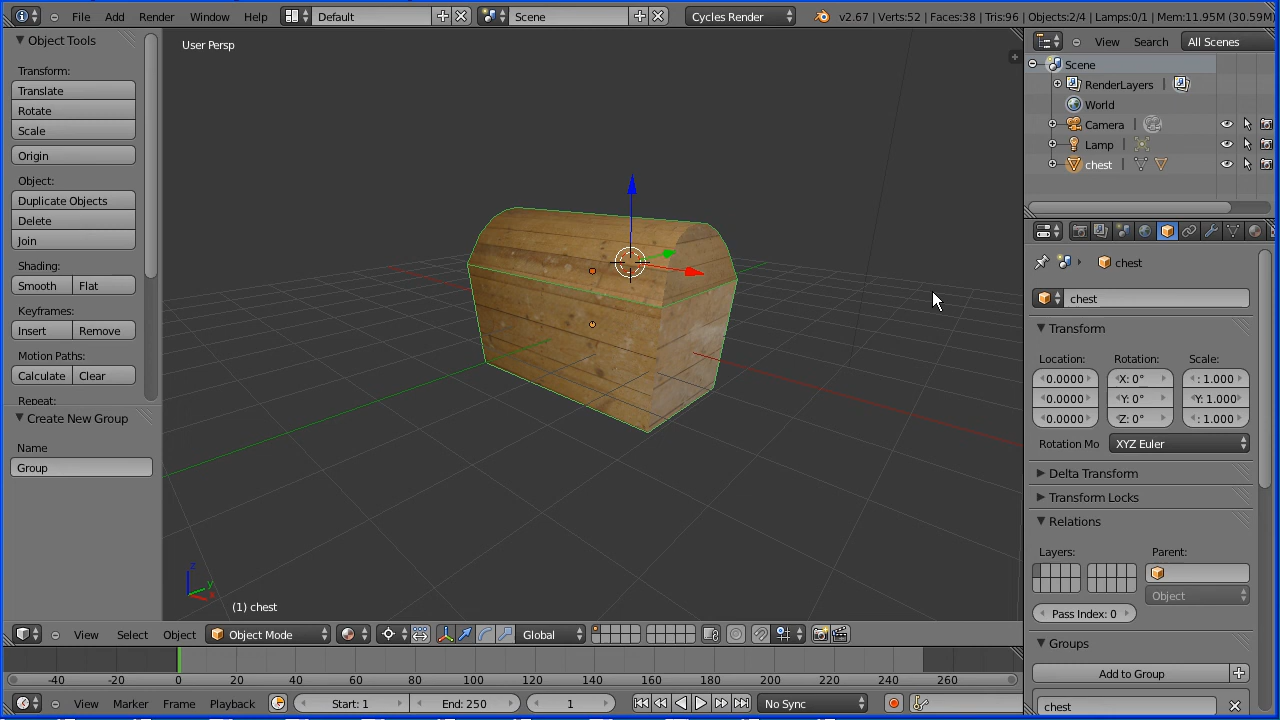 File Add Render Window Help Default Scene Cycles Render v2.67 | Verts:52 | Faces:38 | Tris:96 | Objects:2/4 | Lamps:0/1 | Mem:11.95M (30.59M)
Object Tools
Transform:
Translate
Rotate
Scale
Origin
Object:
Duplicate Objects
Delete
Join
Shading:
Smooth Flat
Keyframes:
Insert Remove
Motion Paths:
Calculate Clear
Repeat:
Create New Group
Name
Group
User Persp
z
y
x
(1) chest
View Search All Scenes
Scene
RenderLayers
World
Camera
Lamp
chest
chest
chest
Transform
Location: Rotation: Scale:
0.0000 X: 0° : 1.000
0.0000 Y: 0° Y: 1.000
0.0000 Z: 0° : 1.000
Rotation Mo XYZ Euler
Delta Transform
Transform Locks
Relations
Layers: Parent:
Object
Pass Index: 0
Groups
Add to Group
chest
View Select Object Object Mode Global
-40 -20 0 20 40 60 80 100 120 140 160 180 200 220 240 260
View Marker Frame Playback Start: 1 End: 250 1 No Sync